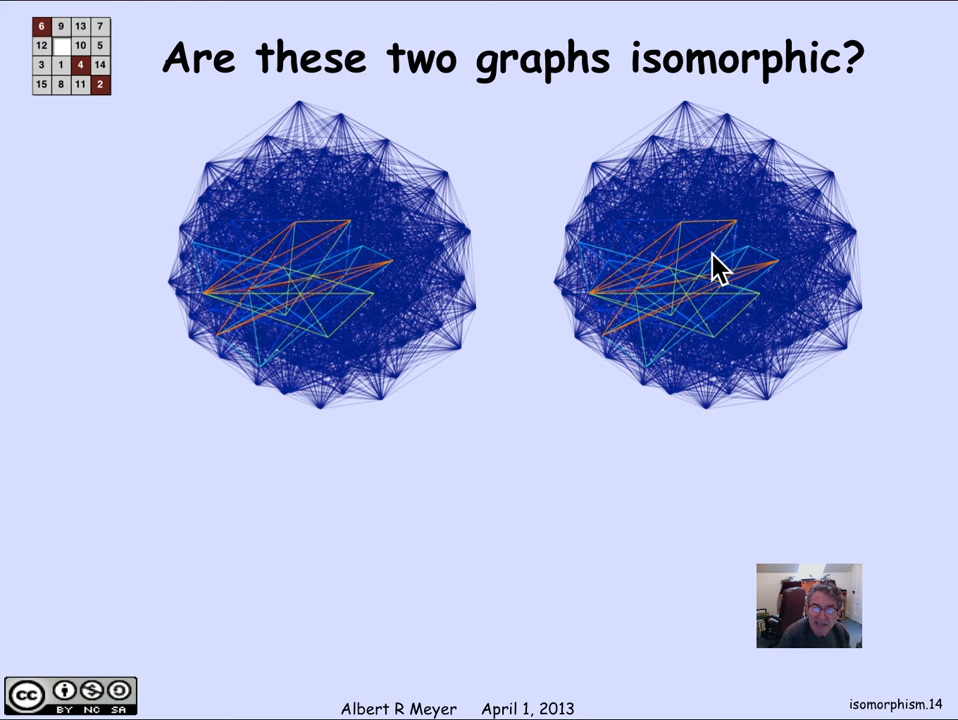 6 9 13 7
12 10 5
3 1 4 14
15 8 11 2
Are these two graphs isomorphic?
cc
BY NC SA
Albert R Meyer April 1, 2013
isomorphism.14